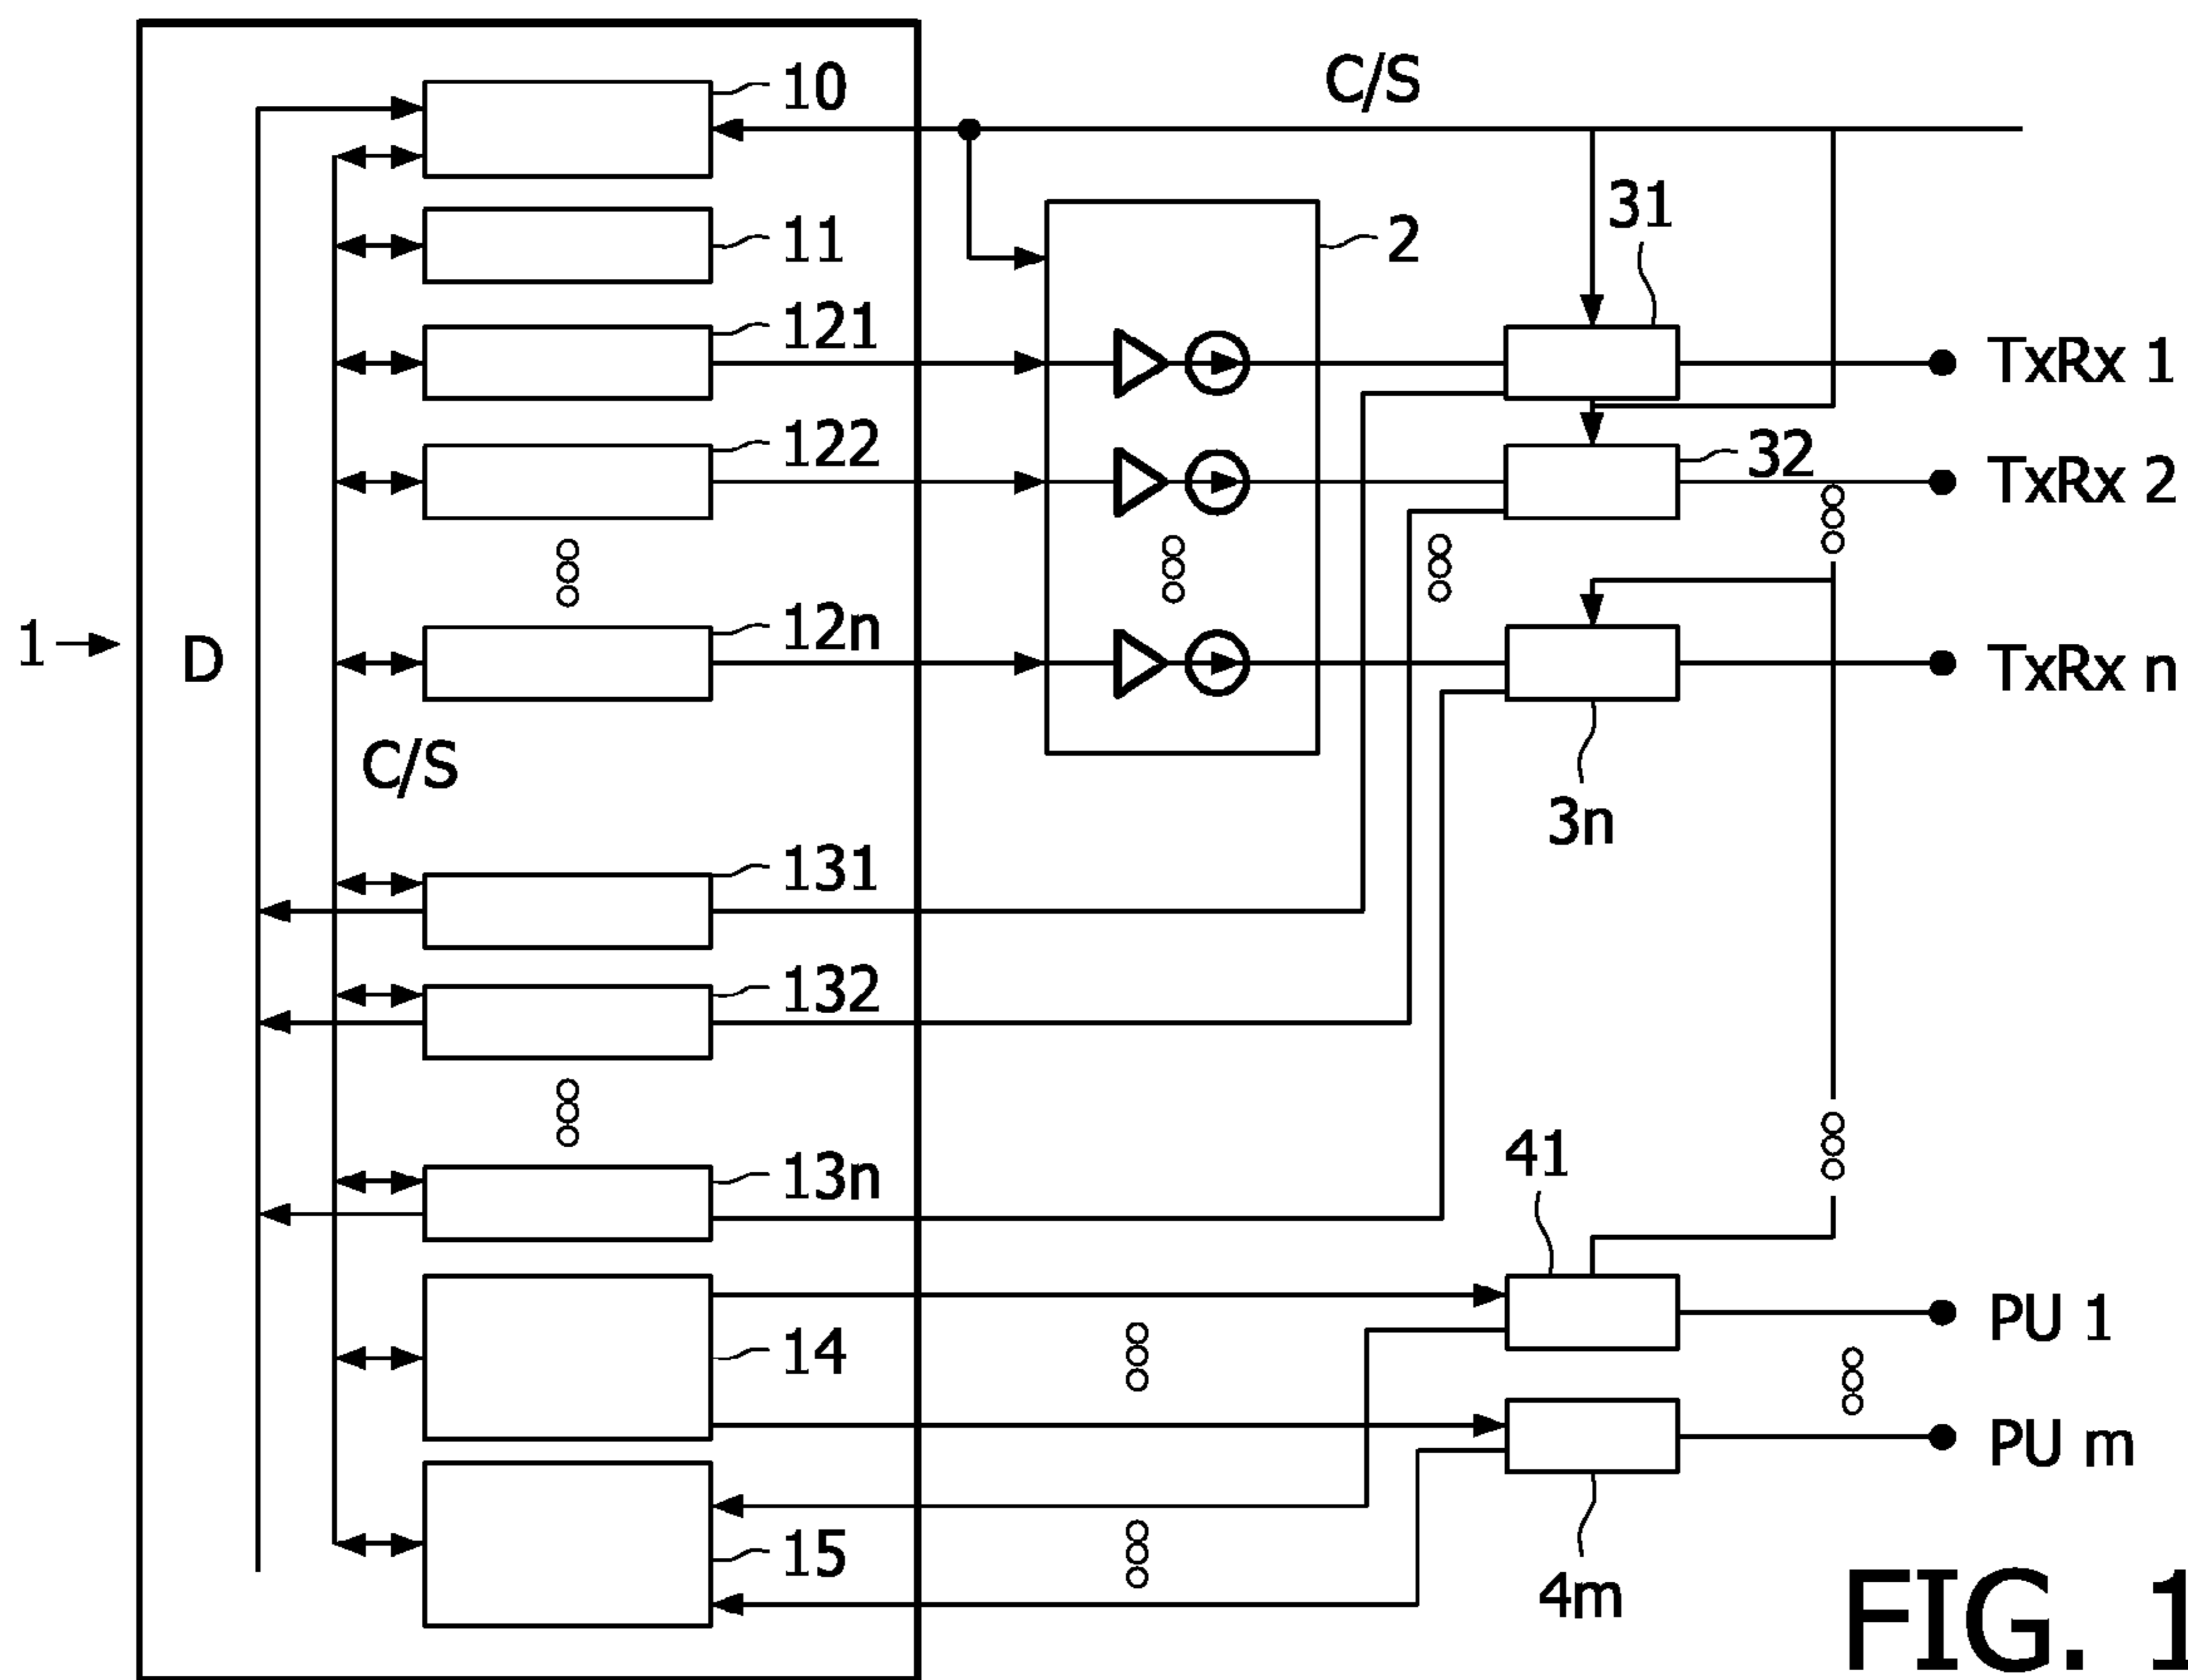 10
C/S
11
2
31
121
TxRx 1
122
32
TxRx 2
12n
1
D
TxRx n
C/S
3n
131
132
13n
41
14
PU 1
PU m
15
4m
FIG. 1